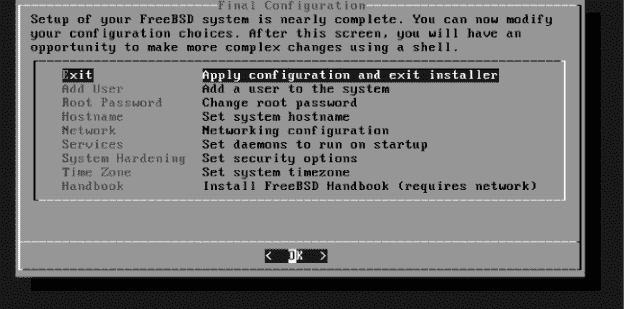 Final Configuration
Setup of your FreeBSD system is nearly complete. You can now modify
your configuration choices. After this screen, you will have an
opportunity to make more complex changes using a shell.
Exit Apply configuration and exit installer
Add User Add a user to the system
Root Password Change root password
Hostname Set system hostname
Network Networking configuration
Services Set daemons to run on startup
System Hardening Set security options
Time Zone Set system timezone
Handbook Install FreeBSD Handbook (requires network)
< OK >